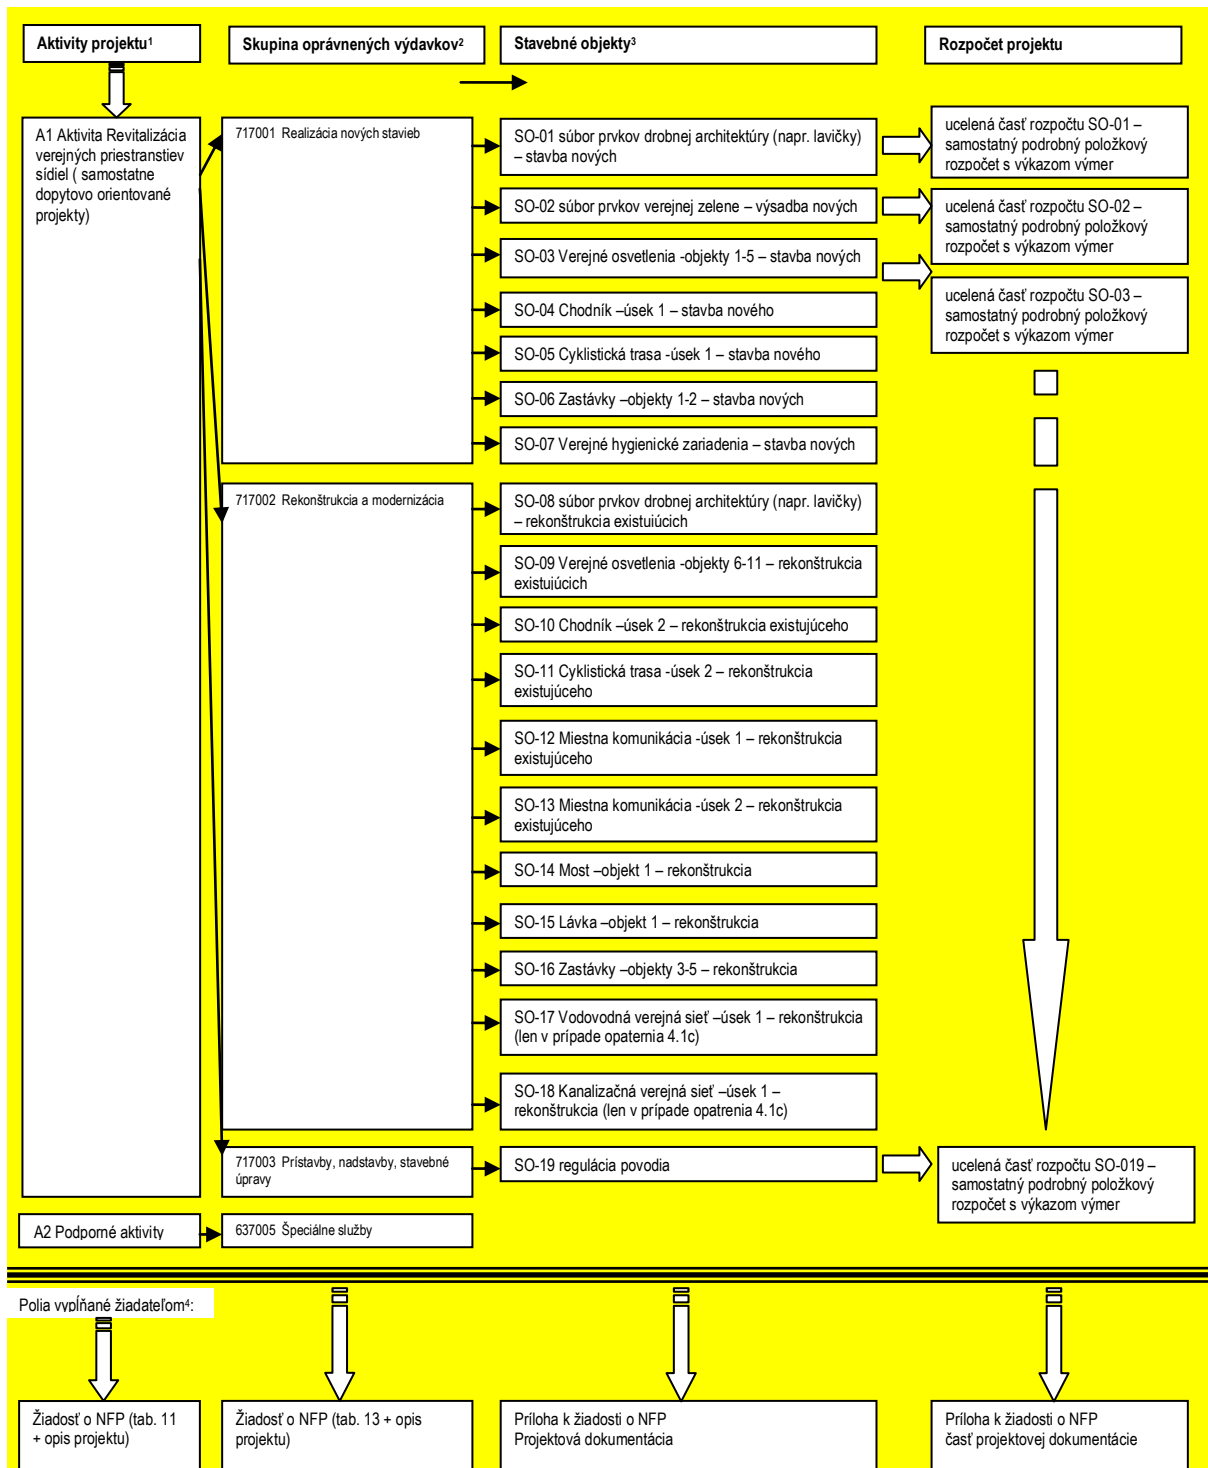 Aktivity projektu¹
Skupina oprávnených výdavkov²
Stavebné objekty³
Rozpočet projektu
A1 Aktivita Revitalizácia
verejných priestranstiev
sídiel ( samostatne
dopytovo orientované
projekty)
717001 Realizácia nových stavieb
SO-01 súbor prvkov drobnej architektúry (napr. lavičky)
– stavba nových
SO-02 súbor prvkov verejnej zelene – výsadba nových
SO-03 Verejné osvetlenia -objekty 1-5 – stavba nových
SO-04 Chodník –úsek 1 – stavba nového
SO-05 Cyklistická trasa -úsek 1 – stavba nového
SO-06 Zastávky –objekty 1-2 – stavba nových
SO-07 Verejné hygienické zariadenia – stavba nových
ucelená časť rozpočtu SO-01 –
samostatný podrobný položkový
rozpočet s výkazom výmer
ucelená časť rozpočtu SO-02 –
samostatný podrobný položkový
rozpočet s výkazom výmer
ucelená časť rozpočtu SO-03 –
samostatný podrobný položkový
rozpočet s výkazom výmer
717002 Rekonštrukcia a modernizácia
SO-08 súbor prvkov drobnej architektúry (napr. lavičky)
– rekonštrukcia existujúcich
SO-09 Verejné osvetlenia -objekty 6-11 – rekonštrukcia
existujúcich
SO-10 Chodník –úsek 2 – rekonštrukcia existujúceho
SO-11 Cyklistická trasa -úsek 2 – rekonštrukcia
existujúceho
SO-12 Miestna komunikácia -úsek 1 – rekonštrukcia
existujúceho
SO-13 Miestna komunikácia -úsek 2 – rekonštrukcia
existujúceho
SO-14 Most –objekt 1 – rekonštrukcia
SO-15 Lávka –objekt 1 – rekonštrukcia
SO-16 Zastávky –objekty 3-5 – rekonštrukcia
SO-17 Vodovodná verejná sieť –úsek 1 – rekonštrukcia
(len v prípade opaternia 4.1c)
SO-18 Kanalizačná verejná sieť –úsek 1 –
rekonštrukcia (len v prípade opatrenia 4.1c)
717003 Prístavby, nadstavby, stavebné
úpravy
SO-19 regulácia povodia
ucelená časť rozpočtu SO-019 –
samostatný podrobný položkový
rozpočet s výkazom výmer
A2 Podporné aktivity
637005 Špeciálne služby
Polia vypĺňané žiadateľom⁴:
Žiadosť o NFP (tab. 11
+ opis projektu)
Žiadosť o NFP (tab. 13 + opis
projektu)
Príloha k žiadosti o NFP
Projektová dokumentácia
Príloha k žiadosti o NFP
časť projektovej dokumentácie